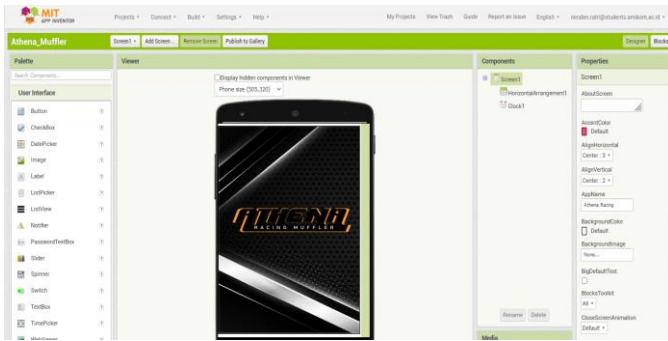 MIT
APP INVENTOR
Projects Connect Build Settings Help
My Projects View Trash Guide Report an Issue English
Athena_Muffler
Screen1 Add Screen... Remove Screen Publish to Gallery
Designer Blocks
Palette
Search Components...
User Interface
Button
CheckBox
DatePicker
Image
Label
ListPicker
ListView
Notifier
PasswordTextBox
Slider
Spinner
Switch
TextBox
TimePicker
WebViewer
Viewer
Display hidden components in Viewer
Phone size (505,320)
ATHENA
RACING MUFFLER
Components
Screen1
HorizontalArrangement1
Clock1
Rename Delete
Media
Properties
Screen1
AboutScreen
AccentColor
Default
AlignHorizontal
Center : 3
AlignVertical
Center : 2
AppName
Athena Racing
BackgroundColor
Default
BackgroundImage
None...
BigDefaultText
BlocksToolkit
All
CloseScreenAnimation
Default